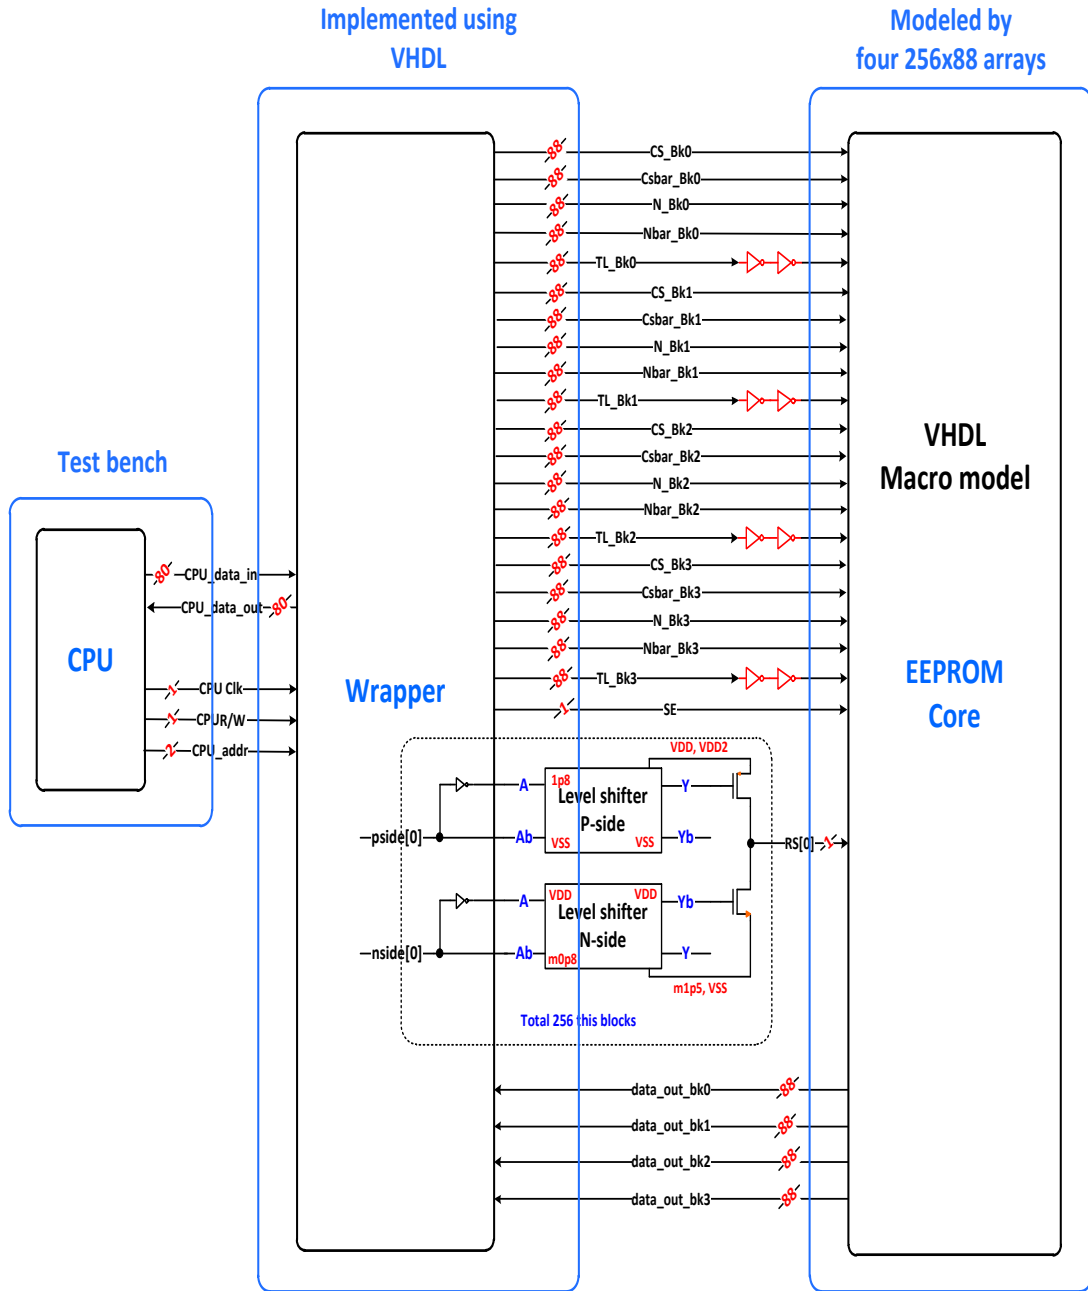 Implemented using
VHDL
Modeled by
four 256x88 arrays
88 CS_Bk0
88 Csbar_Bk0
88 N_Bk0
88 Nbar_Bk0
88 TL_Bk0
88 CS_Bk1
88 Csbar_Bk1
88 N_Bk1
88 Nbar_Bk1
88 TL_Bk1
88 CS_Bk2
88 Csbar_Bk2
88 N_Bk2
88 Nbar_Bk2
88 TL_Bk2
88 CS_Bk3
88 Csbar_Bk3
88 N_Bk3
88 Nbar_Bk3
88 TL_Bk3
1 SE
Test bench
CPU
80 CPU_data_in
CPU_data_out 80
1 CPU Clk
1 CPUR/W
2 CPU_addr
Wrapper
VHDL
Macro model
EEPROM
Core
VDD, VDD2
pside[0]
A
Ab
1p8
Level shifter
P-side
VSS
VSS
Y
Yb
RS[0] 1
nside[0]
A
Ab
VDD
VDD
Level shifter
N-side
m0p8
Yb
Y
m1p5, VSS
Total 256 this blocks
data_out_bk0 88
data_out_bk1 88
data_out_bk2 88
data_out_bk3 88